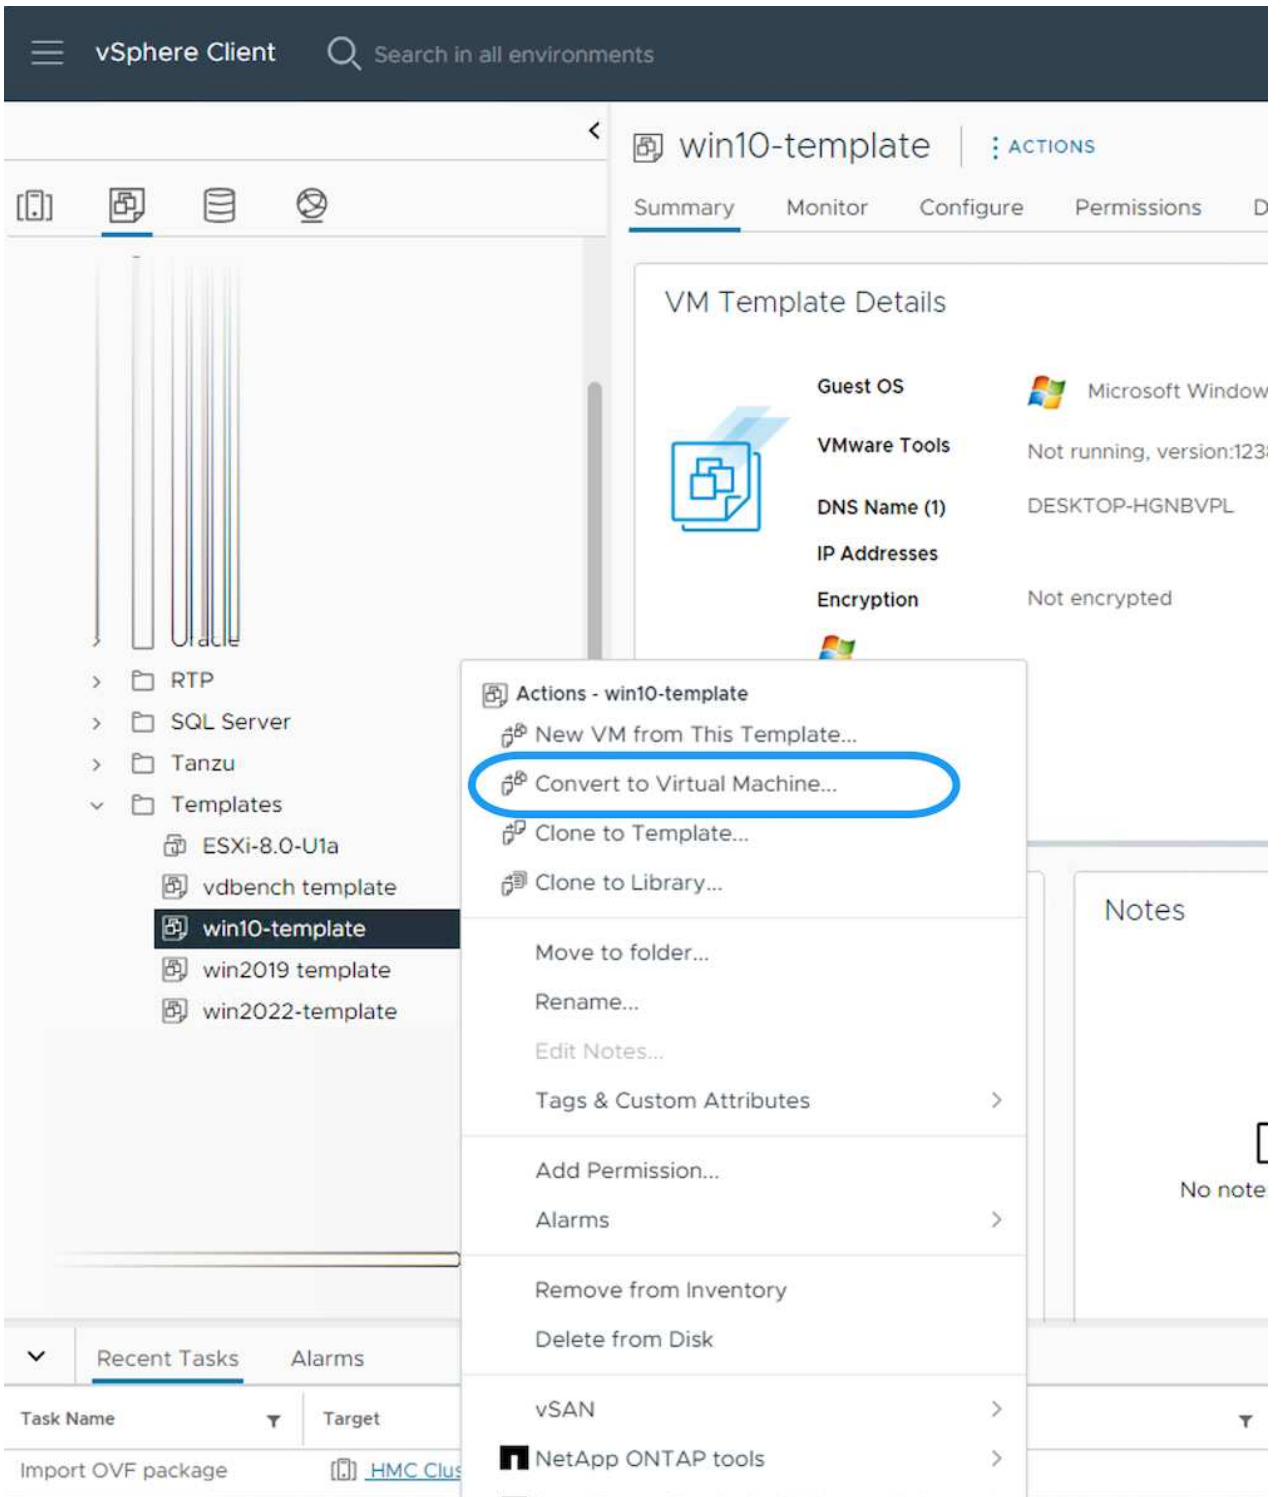 vSphere Client
Search in all environments
win10-template
ACTIONS
Summary
Monitor
Configure
Permissions
D
VM Template Details
Guest OS
Microsoft Window
VMware Tools
Not running, version:123
DNS Name (1)
DESKTOP-HGNBVPL
IP Addresses
Encryption
Not encrypted
Oracle
RTP
SQL Server
Tanzu
Templates
ESXi-8.0-U1a
vdbench template
win10-template
win2019 template
win2022-template
Actions - win10-template
New VM from This Template...
Convert to Virtual Machine...
Clone to Template...
Clone to Library...
Move to folder...
Rename...
Edit Notes...
Tags & Custom Attributes
Add Permission...
Alarms
Remove from Inventory
Delete from Disk
vSAN
NetApp ONTAP tools
Notes
No note
Recent Tasks
Alarms
Task Name
Target
Import OVF package
HMC Clus